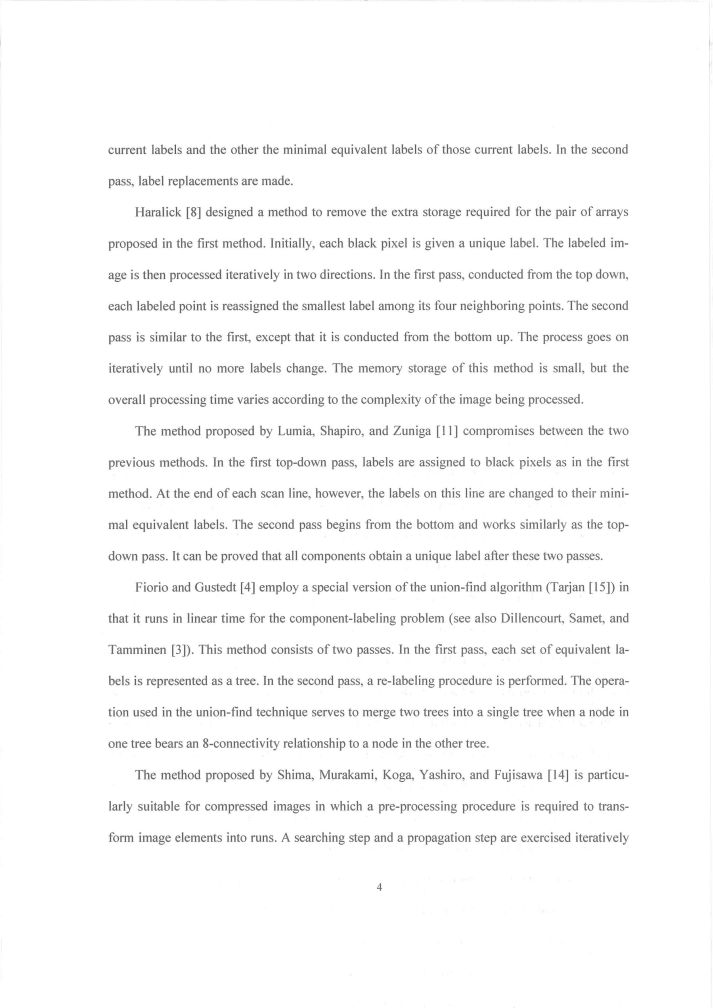 current labels and the other the minimal equivalent labels of those current labels. In the second
pass, label replacements are made.
Haralick [8] designed a method to remove the extra storage required for the pair of arrays
proposed in the first method. Initially, each black pixel is given a unique label. The labeled im-
age is then processed iteratively in two directions. In the first pass, conducted from the top down,
each labeled point is reassigned the smallest label among its four neighboring points. The second
pass is similar to the first, except that it is conducted from the bottom up. The process goes on
iteratively until no more labels change. The memory storage of this method is small, but the
overall processing time varies according to the complexity of the image being processed.
The method proposed by Lumia, Shapiro, and Zuniga [11] compromises between the two
previous methods. In the first top-down pass, labels are assigned to black pixels as in the first
method. At the end of each scan line, however, the labels on this line are changed to their mini-
mal equivalent labels. The second pass begins from the bottom and works similarly as the top-
down pass. It can be proved that all components obtain a unique label after these two passes.
Fiorio and Gustedt [4] employ a special version of the union-find algorithm (Tarjan [15]) in
that it runs in linear time for the component-labeling problem (see also Dillencourt, Samet, and
Tamminen [3]). This method consists of two passes. In the first pass, each set of equivalent la-
bels is represented as a tree. In the second pass, a re-labeling procedure is performed. The opera-
tion used in the union-find technique serves to merge two trees into a single tree when a node in
one tree bears an 8-connectivity relationship to a node in the other tree.
The method proposed by Shima, Murakami, Koga, Yashiro, and Fujisawa [14] is particu-
larly suitable for compressed images in which a pre-processing procedure is required to trans-
form image elements into runs. A searching step and a propagation step are exercised iteratively
4